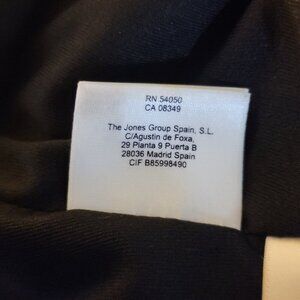 RN 54050
CA 08349
The Jones Group Spain, S.L.
C/Agustin de Foxa,
29 Planta 9 Puerta B
28036 Madrid Spain
CIF B85998490